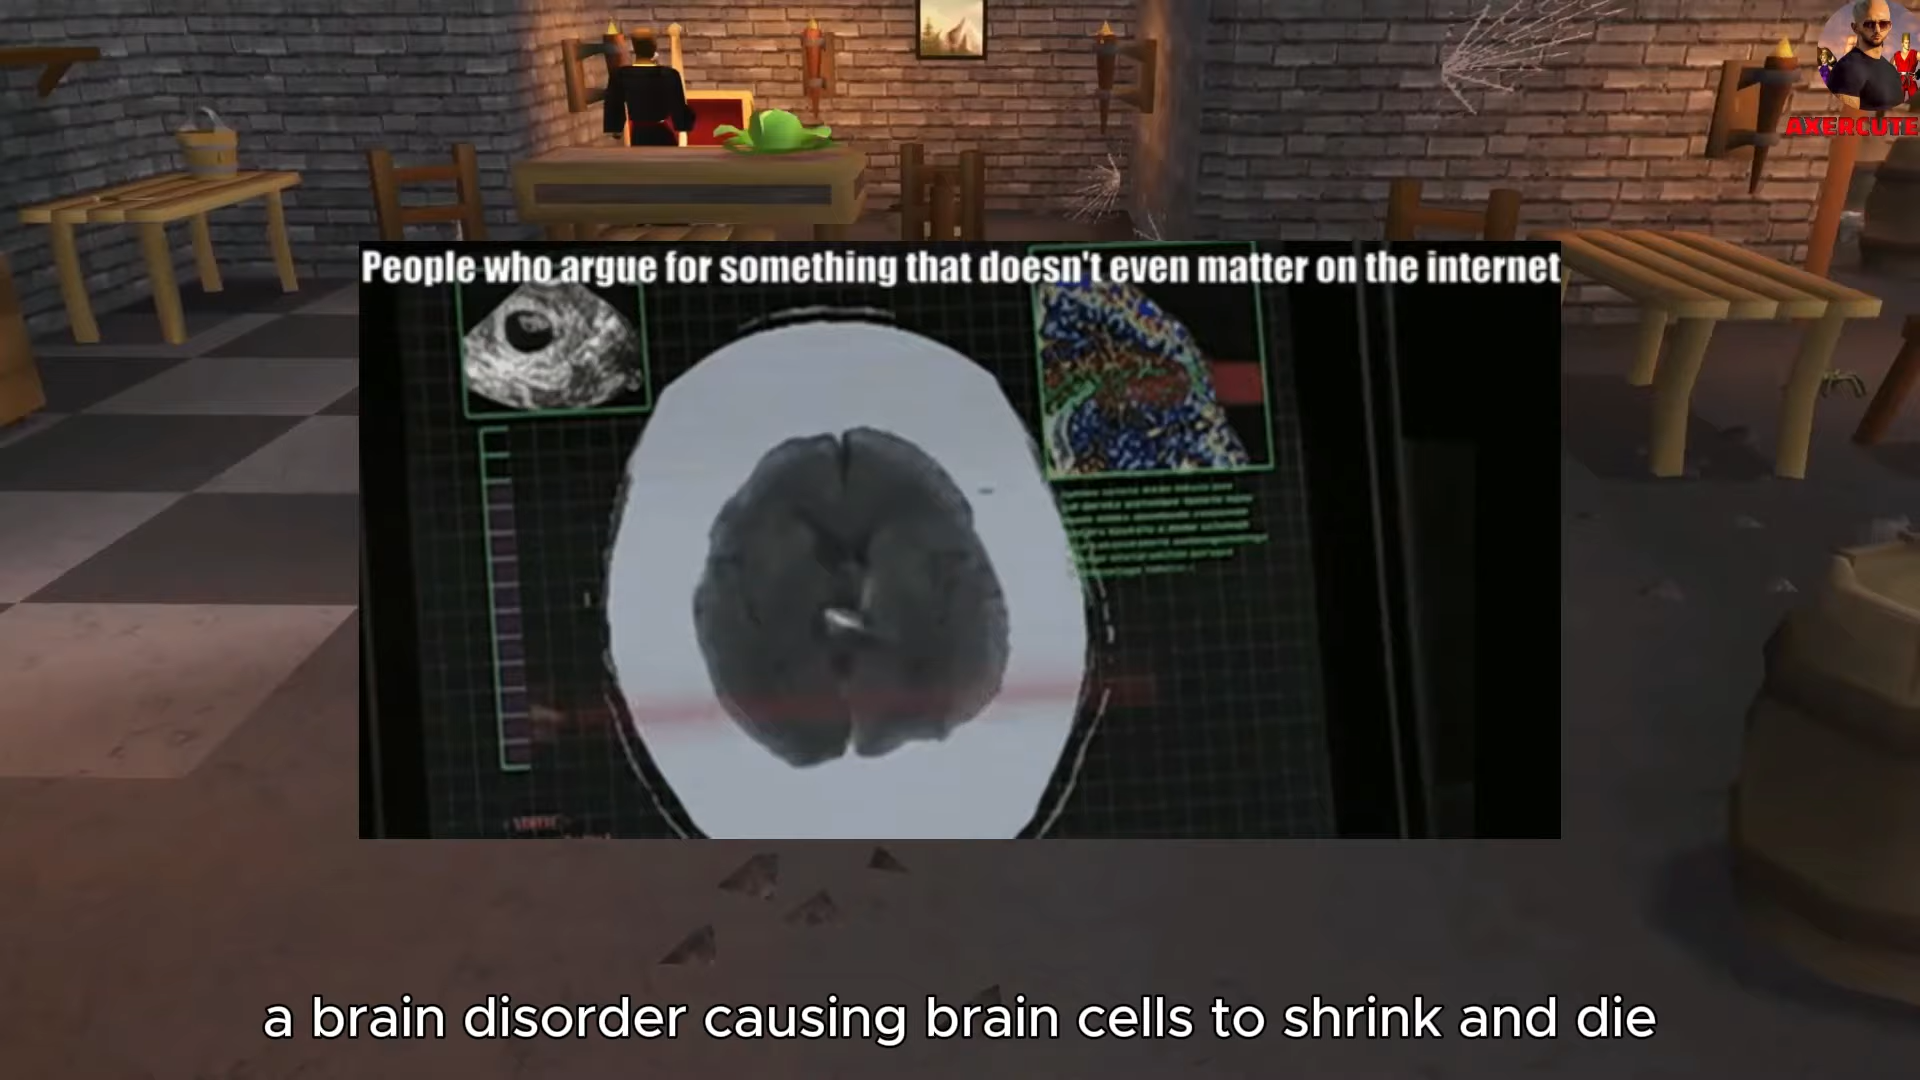 AXERCUTE
People who argue for something that doesn't even matter on the internet
a brain disorder causing brain cells to shrink and die